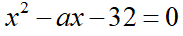 x² − ax − 32 = 0